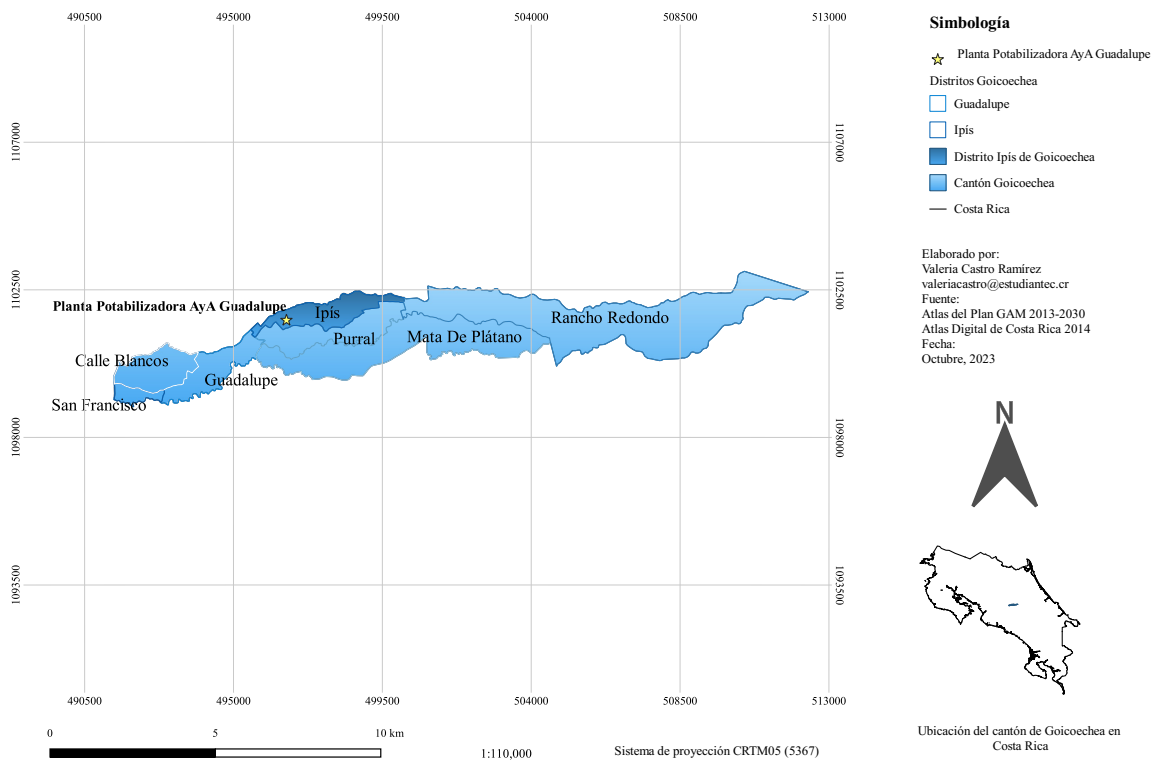 490500
495000
499500
504000
508500
513000
Simbología
Planta Potabilizadora AyA Guadalupe
Distritos Goicoechea
Guadalupe
Ipís
Distrito Ipís de Goicoechea
Cantón Goicoechea
Costa Rica
1107000
1107000
Elaborado por:
Valeria Castro Ramírez
valeriacastro@estudiantec.cr
Fuente:
Atlas del Plan GAM 2013-2030
Atlas Digital de Costa Rica 2014
Fecha:
Octubre, 2023
1102500
1102500
Planta Potabilizadora AyA Guadalupe
Ipís
Rancho Redondo
Purral
Mata De Plátano
Calle Blancos
Guadalupe
San Francisco
1098000
1098000
N
1093500
1093500
490500
495000
499500
504000
508500
513000
0
5
10 km
1:110,000
Sistema de proyección CRTM05 (5367)
Ubicación del cantón de Goicoechea en
Costa Rica